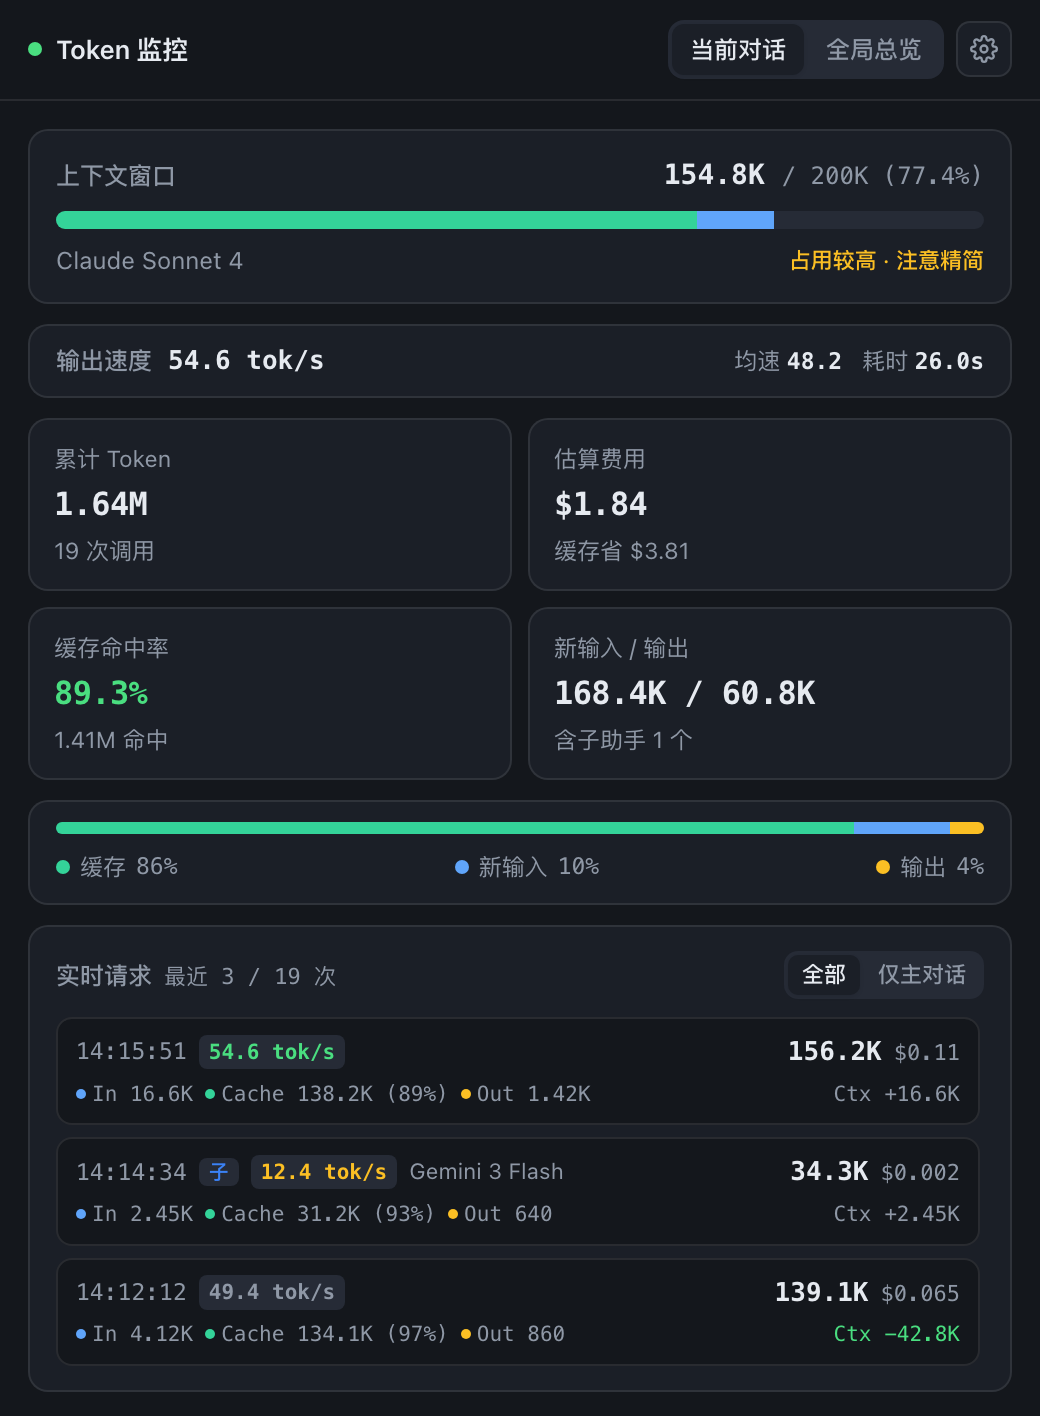 Token 监控 当前对话 全局总览
上下文窗口 154.8K / 200K (77.4%)
Claude Sonnet 4 占用较高 · 注意精简
输出速度 54.6 tok/s 均速 48.2 耗时 26.0s
累计 Token
1.64M
19 次调用
估算费用
$1.84
缓存省 $3.81
缓存命中率
89.3%
1.41M 命中
新输入 / 输出
168.4K / 60.8K
含子助手 1 个
缓存 86% 新输入 10% 输出 4%
实时请求 最近 3 / 19 次 全部 仅主对话
14:15:51 54.6 tok/s 156.2K $0.11
In 16.6K Cache 138.2K (89%) Out 1.42K Ctx +16.6K
14:14:34 子 12.4 tok/s Gemini 3 Flash 34.3K $0.002
In 2.45K Cache 31.2K (93%) Out 640 Ctx +2.45K
14:12:12 49.4 tok/s 139.1K $0.065
In 4.12K Cache 134.1K (97%) Out 860 Ctx −42.8K